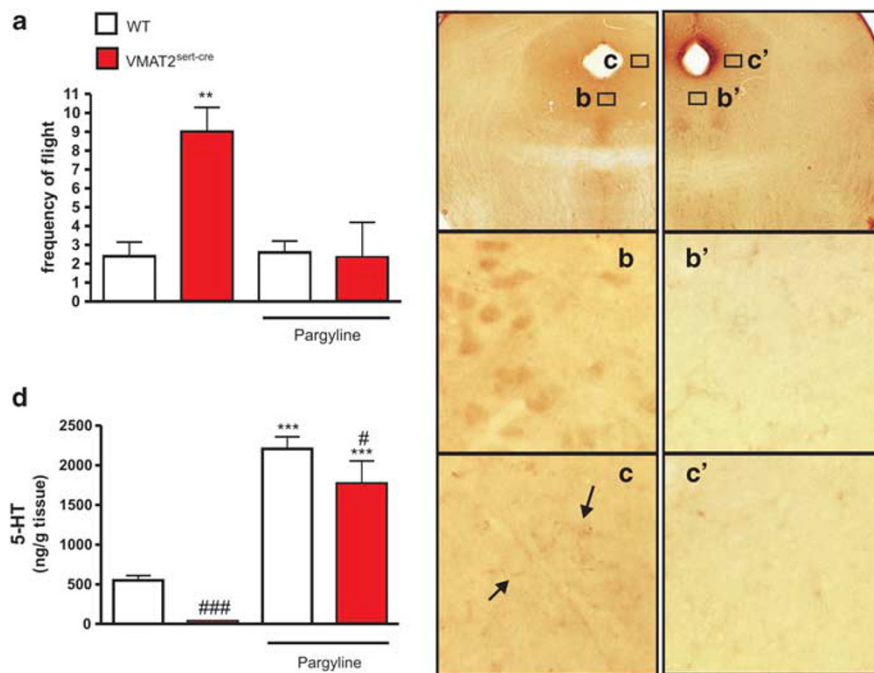 a
WT
VMAT2sert-cre
11
10
9
8
7
6
5
4
3
2
1
0
frequency of flight
**
Pargyline
c
b
c’
b’
b
b’
d
2500
2000
1500
1000
500
0
5-HT
(ng/g tissue)
###
***
#
***
Pargyline
c
c’